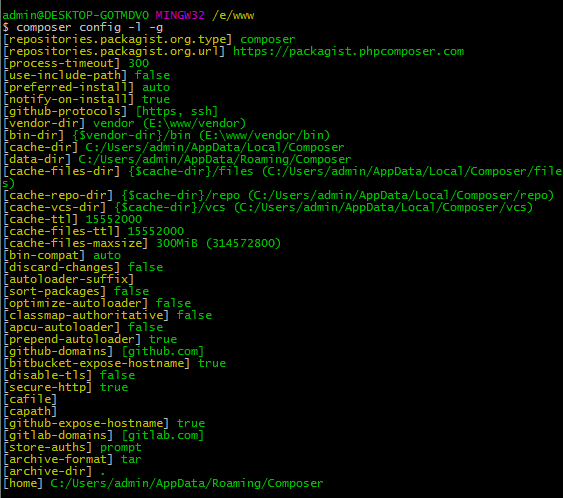 admin@DESKTOP-G0TMDVO MINGW32 /e/www
$ composer config -l -g
[repositories.packagist.org.type] composer
[repositories.packagist.org.url] https://packagist.phpcomposer.com
[process-timeout] 300
[use-include-path] false
[preferred-install] auto
[notify-on-install] true
[github-protocols] [https, ssh]
[vendor-dir] vendor (E:\www/vendor)
[bin-dir] {$vendor-dir}/bin (E:\www/vendor/bin)
[cache-dir] C:/Users/admin/AppData/Local/Composer
[data-dir] C:/Users/admin/AppData/Roaming/Composer
[cache-files-dir] {$cache-dir}/files (C:/Users/admin/AppData/Local/Composer/file
s)
[cache-repo-dir] {$cache-dir}/repo (C:/Users/admin/AppData/Local/Composer/repo)
[cache-vcs-dir] {$cache-dir}/vcs (C:/Users/admin/AppData/Local/Composer/vcs)
[cache-ttl] 15552000
[cache-files-ttl] 15552000
[cache-files-maxsize] 300MiB (314572800)
[bin-compat] auto
[discard-changes] false
[autoloader-suffix]
[sort-packages] false
[optimize-autoloader] false
[classmap-authoritative] false
[apcu-autoloader] false
[prepend-autoloader] true
[github-domains] [github.com]
[bitbucket-expose-hostname] true
[disable-tls] false
[secure-http] true
[cafile]
[capath]
[github-expose-hostname] true
[gitlab-domains] [gitlab.com]
[store-auths] prompt
[archive-format] tar
[archive-dir] .
[home] C:/Users/admin/AppData/Roaming/Composer